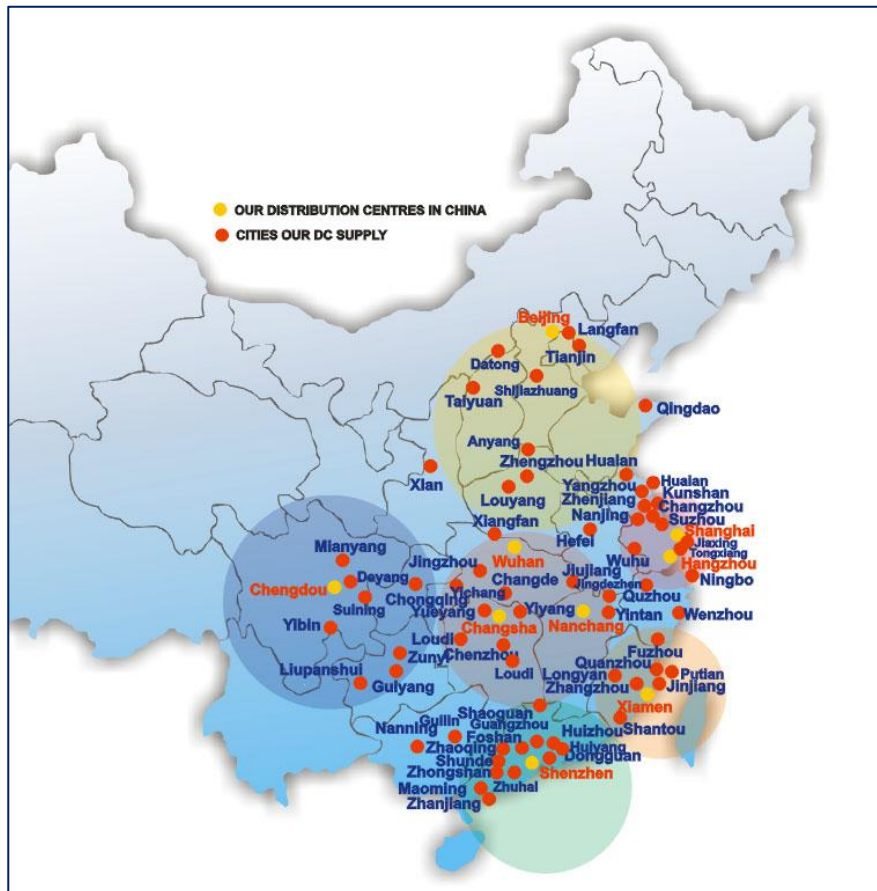 OUR DISTRIBUTION CENTRES IN CHINA
CITIES OUR DC SUPPLY
Beijing
Langfan
Tianjin
Datong
Shijiazhuang
Taiyuan
Qingdao
Anyang
Zhengzhou
Huaian
Xian
Louyang
Yangzhou
Huaian
Kunshan
Zhenjiang
Changzhou
Xiangfan
Nanjing
Suzhou
Shanghai
Hefei
Jiaxing
Mianyang
Jingzhou
Wuhan
Wuhu
Tongxiang
Hangzhou
Jiujiang
Deyang
Changde
Jingdezhen
Ningbo
Chengdou
Chongqing
Yichang
Quzhou
Suining
Yueyang
Yiyang
Nanchang
Yintan
Wenzhou
Yibin
Changsha
Loudi
Chenzhou
Fuzhou
Zunyi
Quanzhou
Liupanshui
Loudi
Longyan
Putian
Guiyang
Zhangzhou
Jinjiang
Xiamen
Shaoguan
Guilin
Guangzhou
Nanning
Huizhou
Shantou
Foshan
Zhaoqing
Huiyang
Shunde
Dongguan
Zhongshan
Shenzhen
Maoming
Zhuhai
Zhanjiang